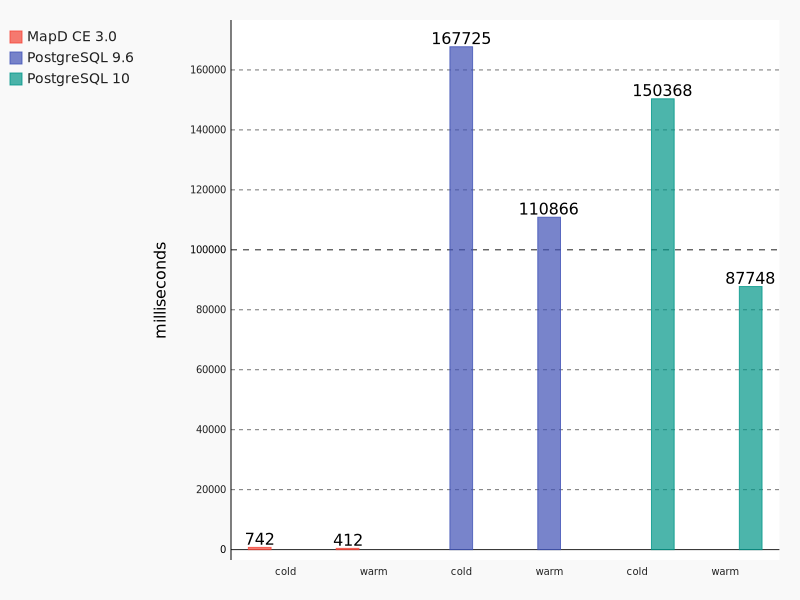 MapD CE 3.0
PostgreSQL 9.6
PostgreSQL 10
milliseconds
160000
140000
120000
100000
80000
60000
40000
20000
0
742
412
167725
110866
150368
87748
cold
warm
cold
warm
cold
warm